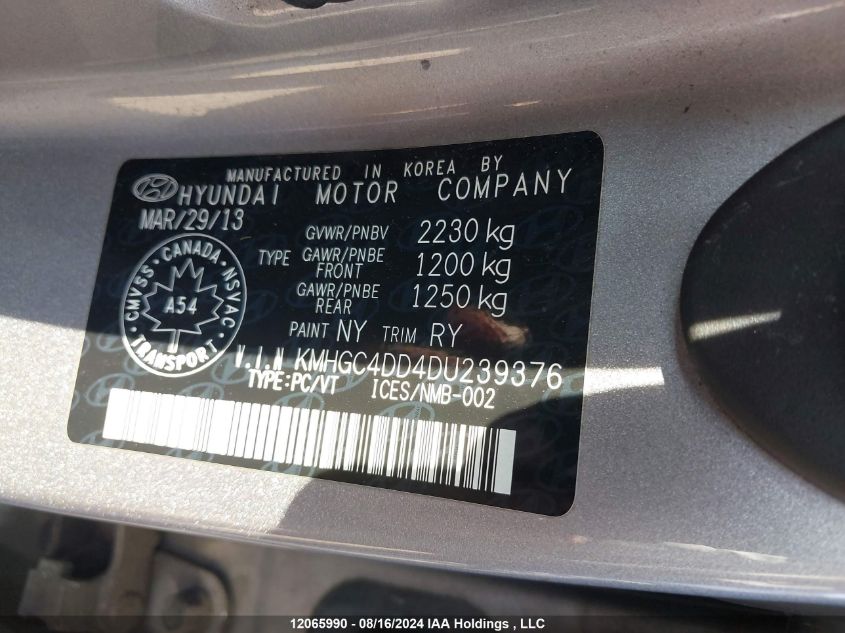 MANUFACTURED IN KOREA BY
HYUNDAI MOTOR COMPANY
MAR/29/13
GVWR/PNBV 2230 kg
TYPE GAWR/PNBE FRONT 1200 kg
GAWR/PNBE REAR 1250 kg
CANADA
CMVSS NSVAC
A54
TRANSPORT
PAINT NY TRIM RY
V.I.N KMHGC4DD4DU239376
TYPE:PC/VT ICES/NMB-002
12065990 - 08/16/2024 IAA Holdings , LLC